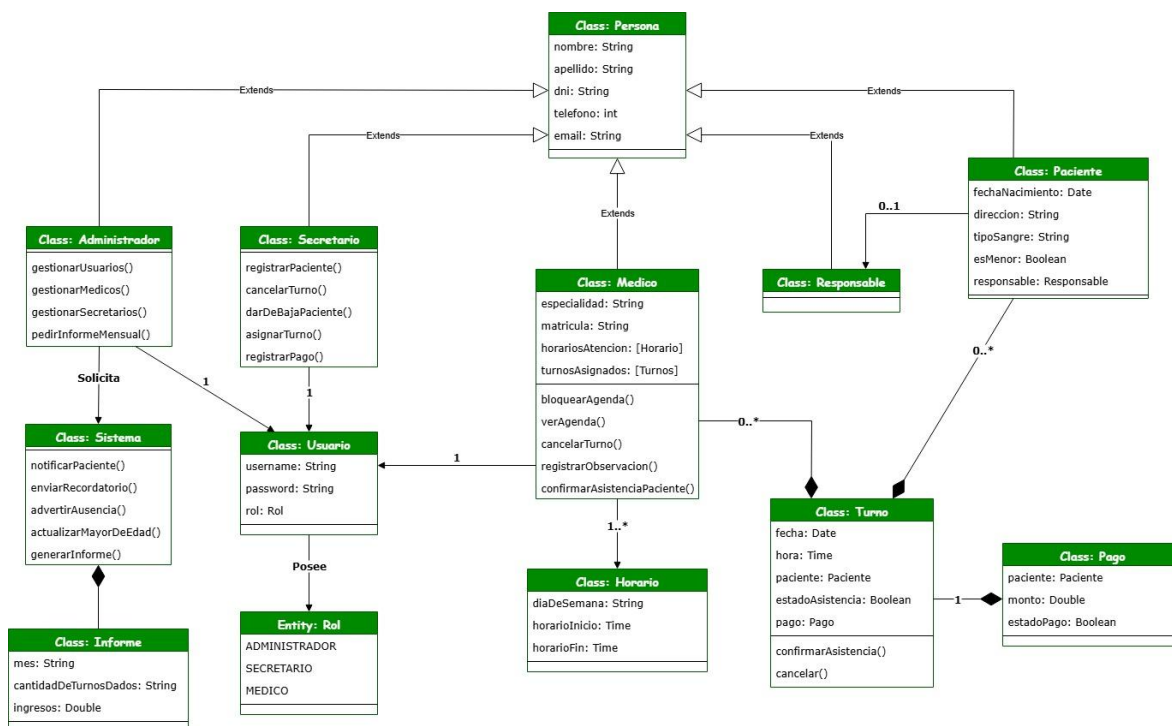 Class: Persona
nombre: String
apellido: String
dni: String
telefono: int
email: String
Extends
Extends
Extends
Extends
Extends
Class: Paciente
fechaNacimiento: Date
direccion: String
tipoSangre: String
esMenor: Boolean
responsable: Responsable
0..1
Class: Administrador
gestionarUsuarios()
gestionarMedicos()
gestionarSecretarios()
pedirInformeMensual()
Class: Secretario
registrarPaciente()
cancelarTurno()
darDeBajaPaciente()
asignarTurno()
registrarPago()
Class: Medico
especialidad: String
matricula: String
horariosAtencion: [Horario]
turnosAsignados: [Turnos]
bloquearAgenda()
verAgenda()
cancelarTurno()
registrarObservacion()
confirmarAsistenciaPaciente()
Class: Responsable
0..*
Solicita
1
1
0..*
1
1..*
Class: Sistema
notificarPaciente()
enviarRecordatorio()
advertirAusencia()
actualizarMayorDeEdad()
generarInforme()
Class: Usuario
username: String
password: String
rol: Rol
Posee
Class: Turno
fecha: Date
hora: Time
paciente: Paciente
estadoAsistencia: Boolean
pago: Pago
confirmarAsistencia()
cancelar()
1
Class: Pago
paciente: Paciente
monto: Double
estadoPago: Boolean
Class: Horario
diaDeSemana: String
horarioInicio: Time
horarioFin: Time
Entity: Rol
ADMINISTRADOR
SECRETARIO
MEDICO
Class: Informe
mes: String
cantidadDeTurnosDados: String
ingresos: Double